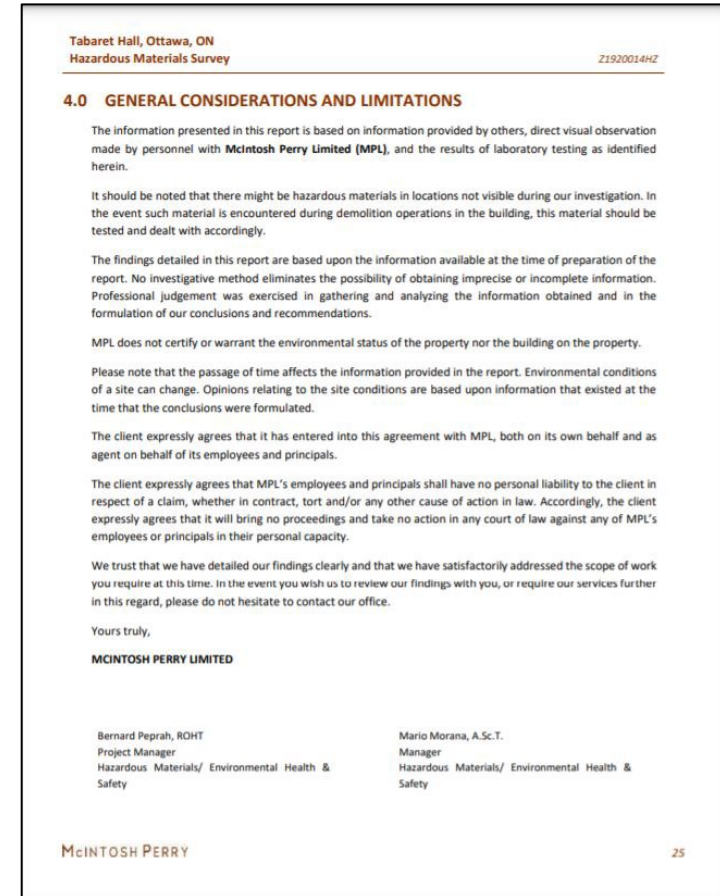 Tabaret Hall, Ottawa, ON
Hazardous Materials Survey
Z1920014HZ
4.0 GENERAL CONSIDERATIONS AND LIMITATIONS
The information presented in this report is based on information provided by others, direct visual observation
made by personnel with McIntosh Perry Limited (MPL), and the results of laboratory testing as identified
herein.
It should be noted that there might be hazardous materials in locations not visible during our investigation. In
the event such material is encountered during demolition operations in the building, this material should be
tested and dealt with accordingly.
The findings detailed in this report are based upon the information available at the time of preparation of the
report. No investigative method eliminates the possibility of obtaining imprecise or incomplete information.
Professional judgement was exercised in gathering and analyzing the information obtained and in the
formulation of our conclusions and recommendations.
MPL does not certify or warrant the environmental status of the property nor the building on the property.
Please note that the passage of time affects the information provided in the report. Environmental conditions
of a site can change. Opinions relating to the site conditions are based upon information that existed at the
time that the conclusions were formulated.
The client expressly agrees that it has entered into this agreement with MPL, both on its own behalf and as
agent on behalf of its employees and principals.
The client expressly agrees that MPL's employees and principals shall have no personal liability to the client in
respect of a claim, whether in contract, tort and/or any other cause of action in law. Accordingly, the client
expressly agrees that it will bring no proceedings and take no action in any court of law against any of MPL's
employees or principals in their personal capacity.
We trust that we have detailed our findings clearly and that we have satisfactorily addressed the scope of work
you require at this time. In the event you wish us to review our findings with you, or require our services further
in this regard, please do not hesitate to contact our office.
Yours truly,
MCINTOSH PERRY LIMITED
Bernard Peprah, ROHT
Project Manager
Hazardous Materials/ Environmental Health &
Safety
Mario Morana, A.Sc.T.
Manager
Hazardous Materials/ Environmental Health &
Safety
MCINTOSH PERRY
25